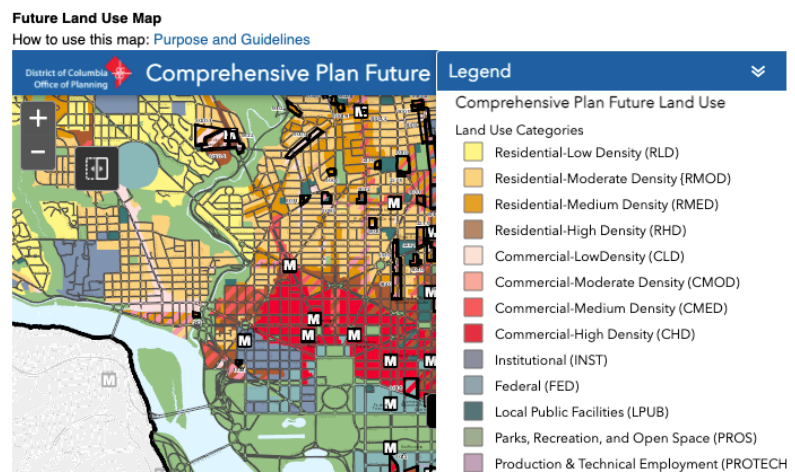 Future Land Use Map
How to use this map: Purpose and Guidelines
District of Columbia
Office of Planning
Comprehensive Plan Future
Legend
+
−
Comprehensive Plan Future Land Use
Land Use Categories
Residential-Low Density (RLD)
Residential-Moderate Density {RMOD)
Residential-Medium Density (RMED)
Residential-High Density (RHD)
Commercial-LowDensity (CLD)
Commercial-Moderate Density (CMOD)
Commercial-Medium Density (CMED)
Commercial-High Density (CHD)
Institutional (INST)
Federal (FED)
Local Public Facilities (LPUB)
Parks, Recreation, and Open Space (PROS)
Production & Technical Employment (PROTECH
M
M
M
M
M
M
M
M
M
M
M
M